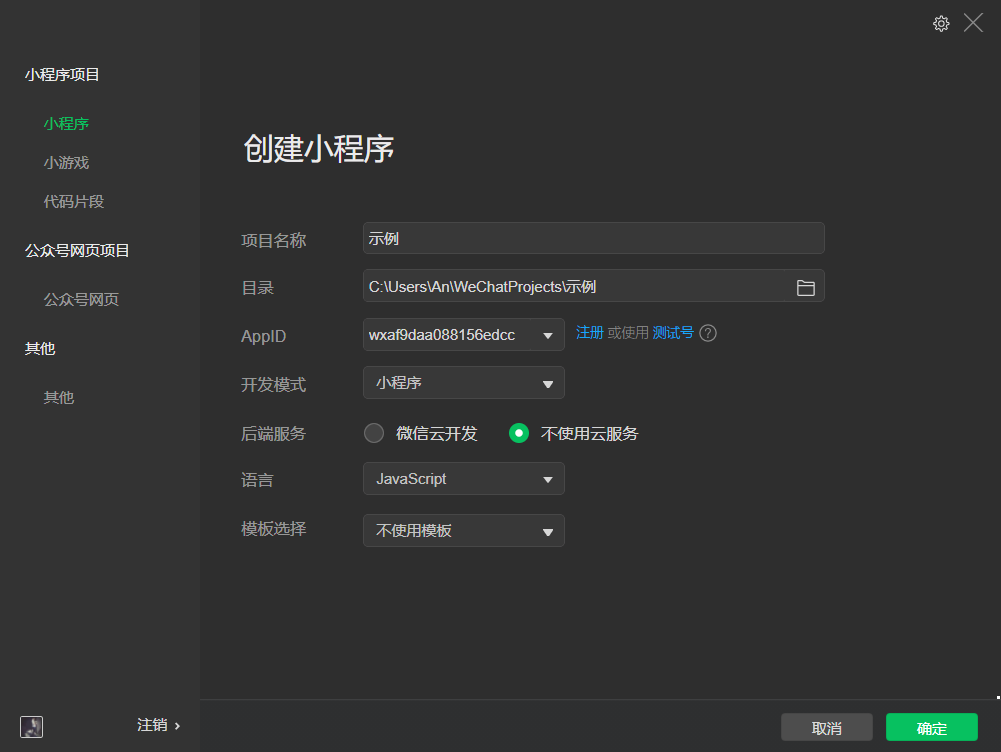 小程序项目
小程序
小游戏
代码片段
公众号网页项目
公众号网页
其他
其他
注销 ›
创建小程序
项目名称 示例
目录 C:\Users\An\WeChatProjects\示例
AppID wxaf9daa088156edcc 注册 或使用 测试号 ?
开发模式 小程序
后端服务 微信云开发 不使用云服务
语言 JavaScript
模板选择 不使用模板
取消 确定